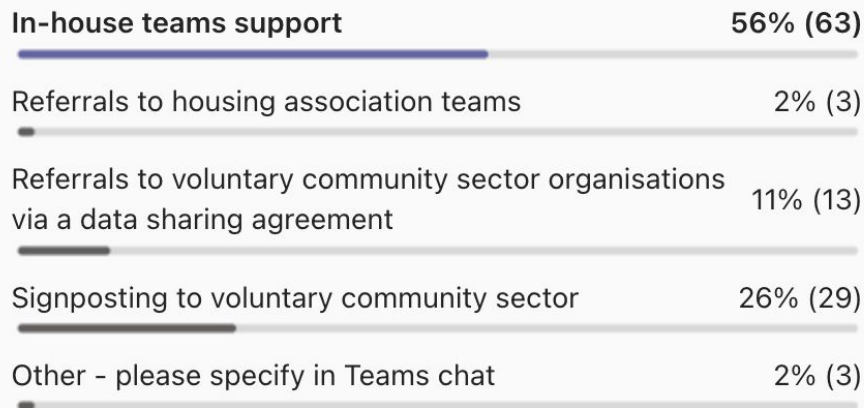 In-house teams support 56% (63)
Referrals to housing association teams 2% (3)
Referrals to voluntary community sector organisations
via a data sharing agreement 11% (13)
Signposting to voluntary community sector 26% (29)
Other - please specify in Teams chat 2% (3)